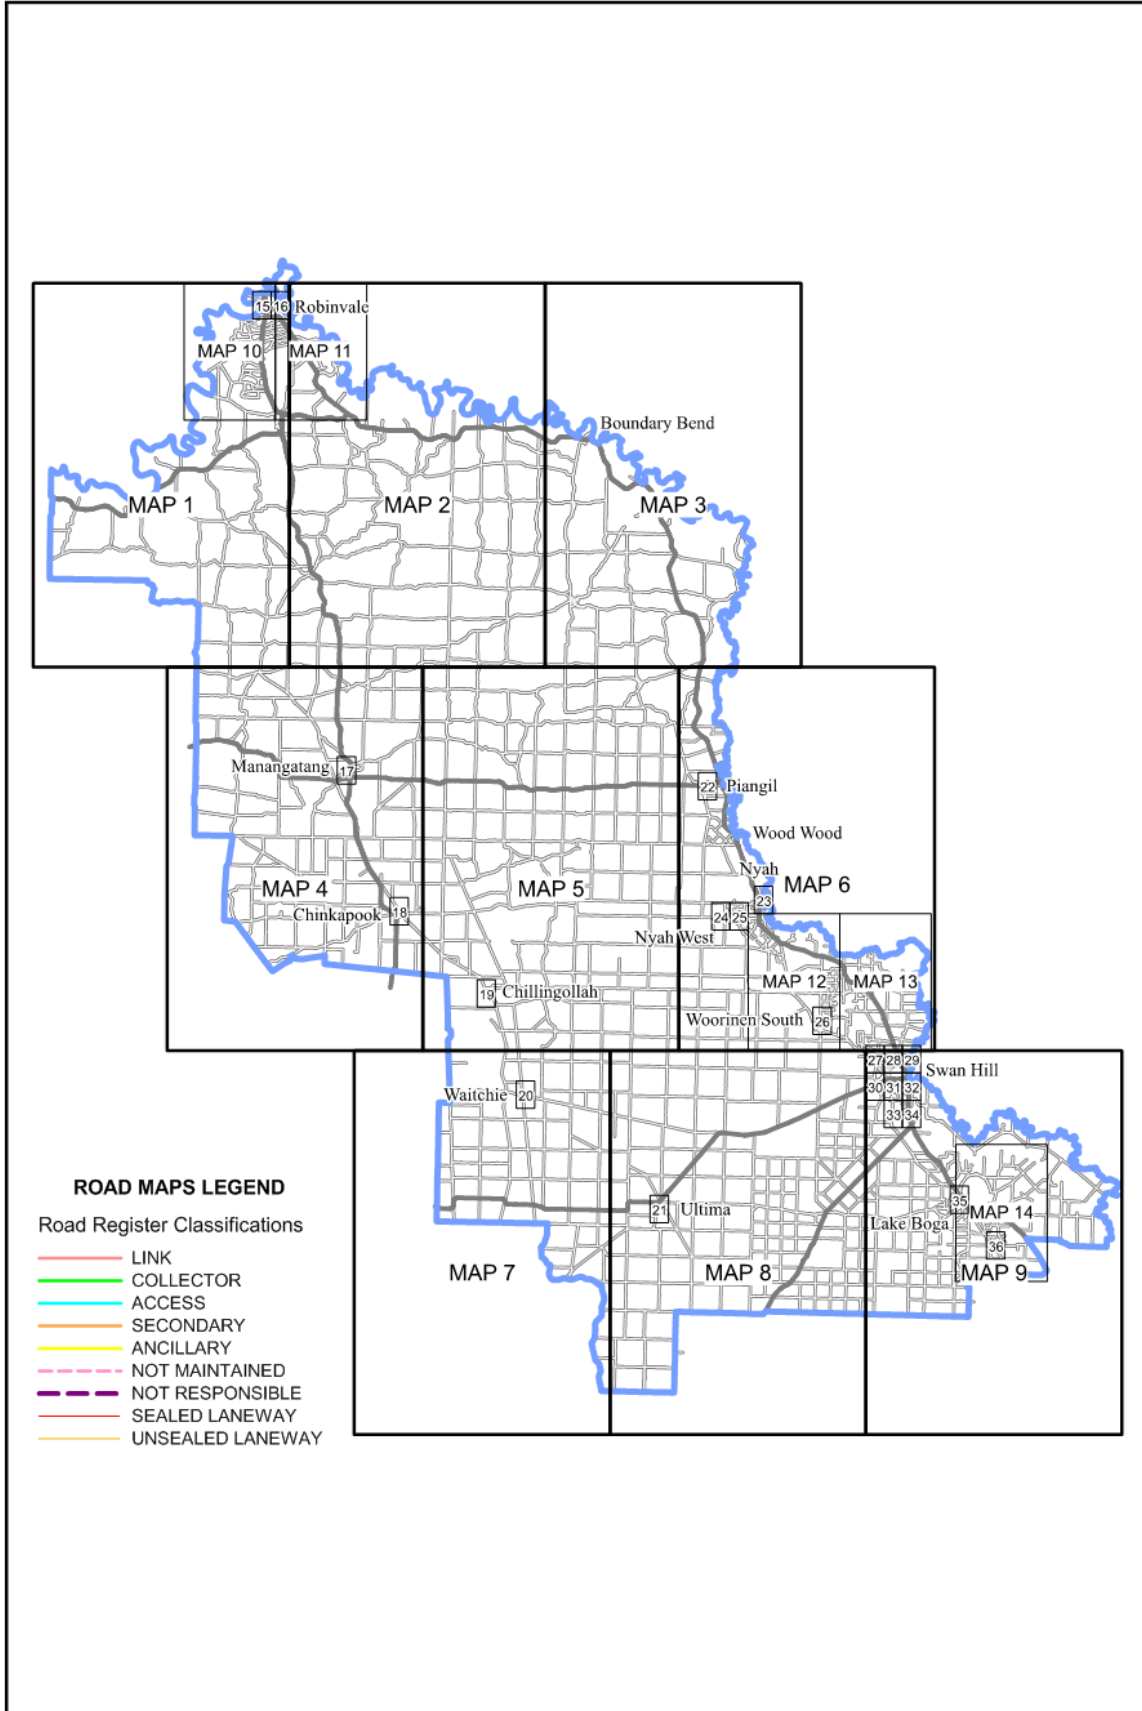 15 16 Robinvale
MAP 10 MAP 11
Boundary Bend
MAP 1 MAP 2 MAP 3
Manangatang 17
22 Piangil
Wood Wood
Nyah
MAP 4 MAP 5 MAP 6
23
Chinkapook 18
24 25
Nyah West
MAP 12 MAP 13
19 Chillingollah
Woorinen South 26
27 28 29
Swan Hill
30 31 32
Waitchie 20
33 34
ROAD MAPS LEGEND
35
21 Ultima
MAP 14
Lake Boga
Road Register Classifications
36
MAP 7 MAP 8 MAP 9
LINK
COLLECTOR
ACCESS
SECONDARY
ANCILLARY
NOT MAINTAINED
NOT RESPONSIBLE
SEALED LANEWAY
UNSEALED LANEWAY